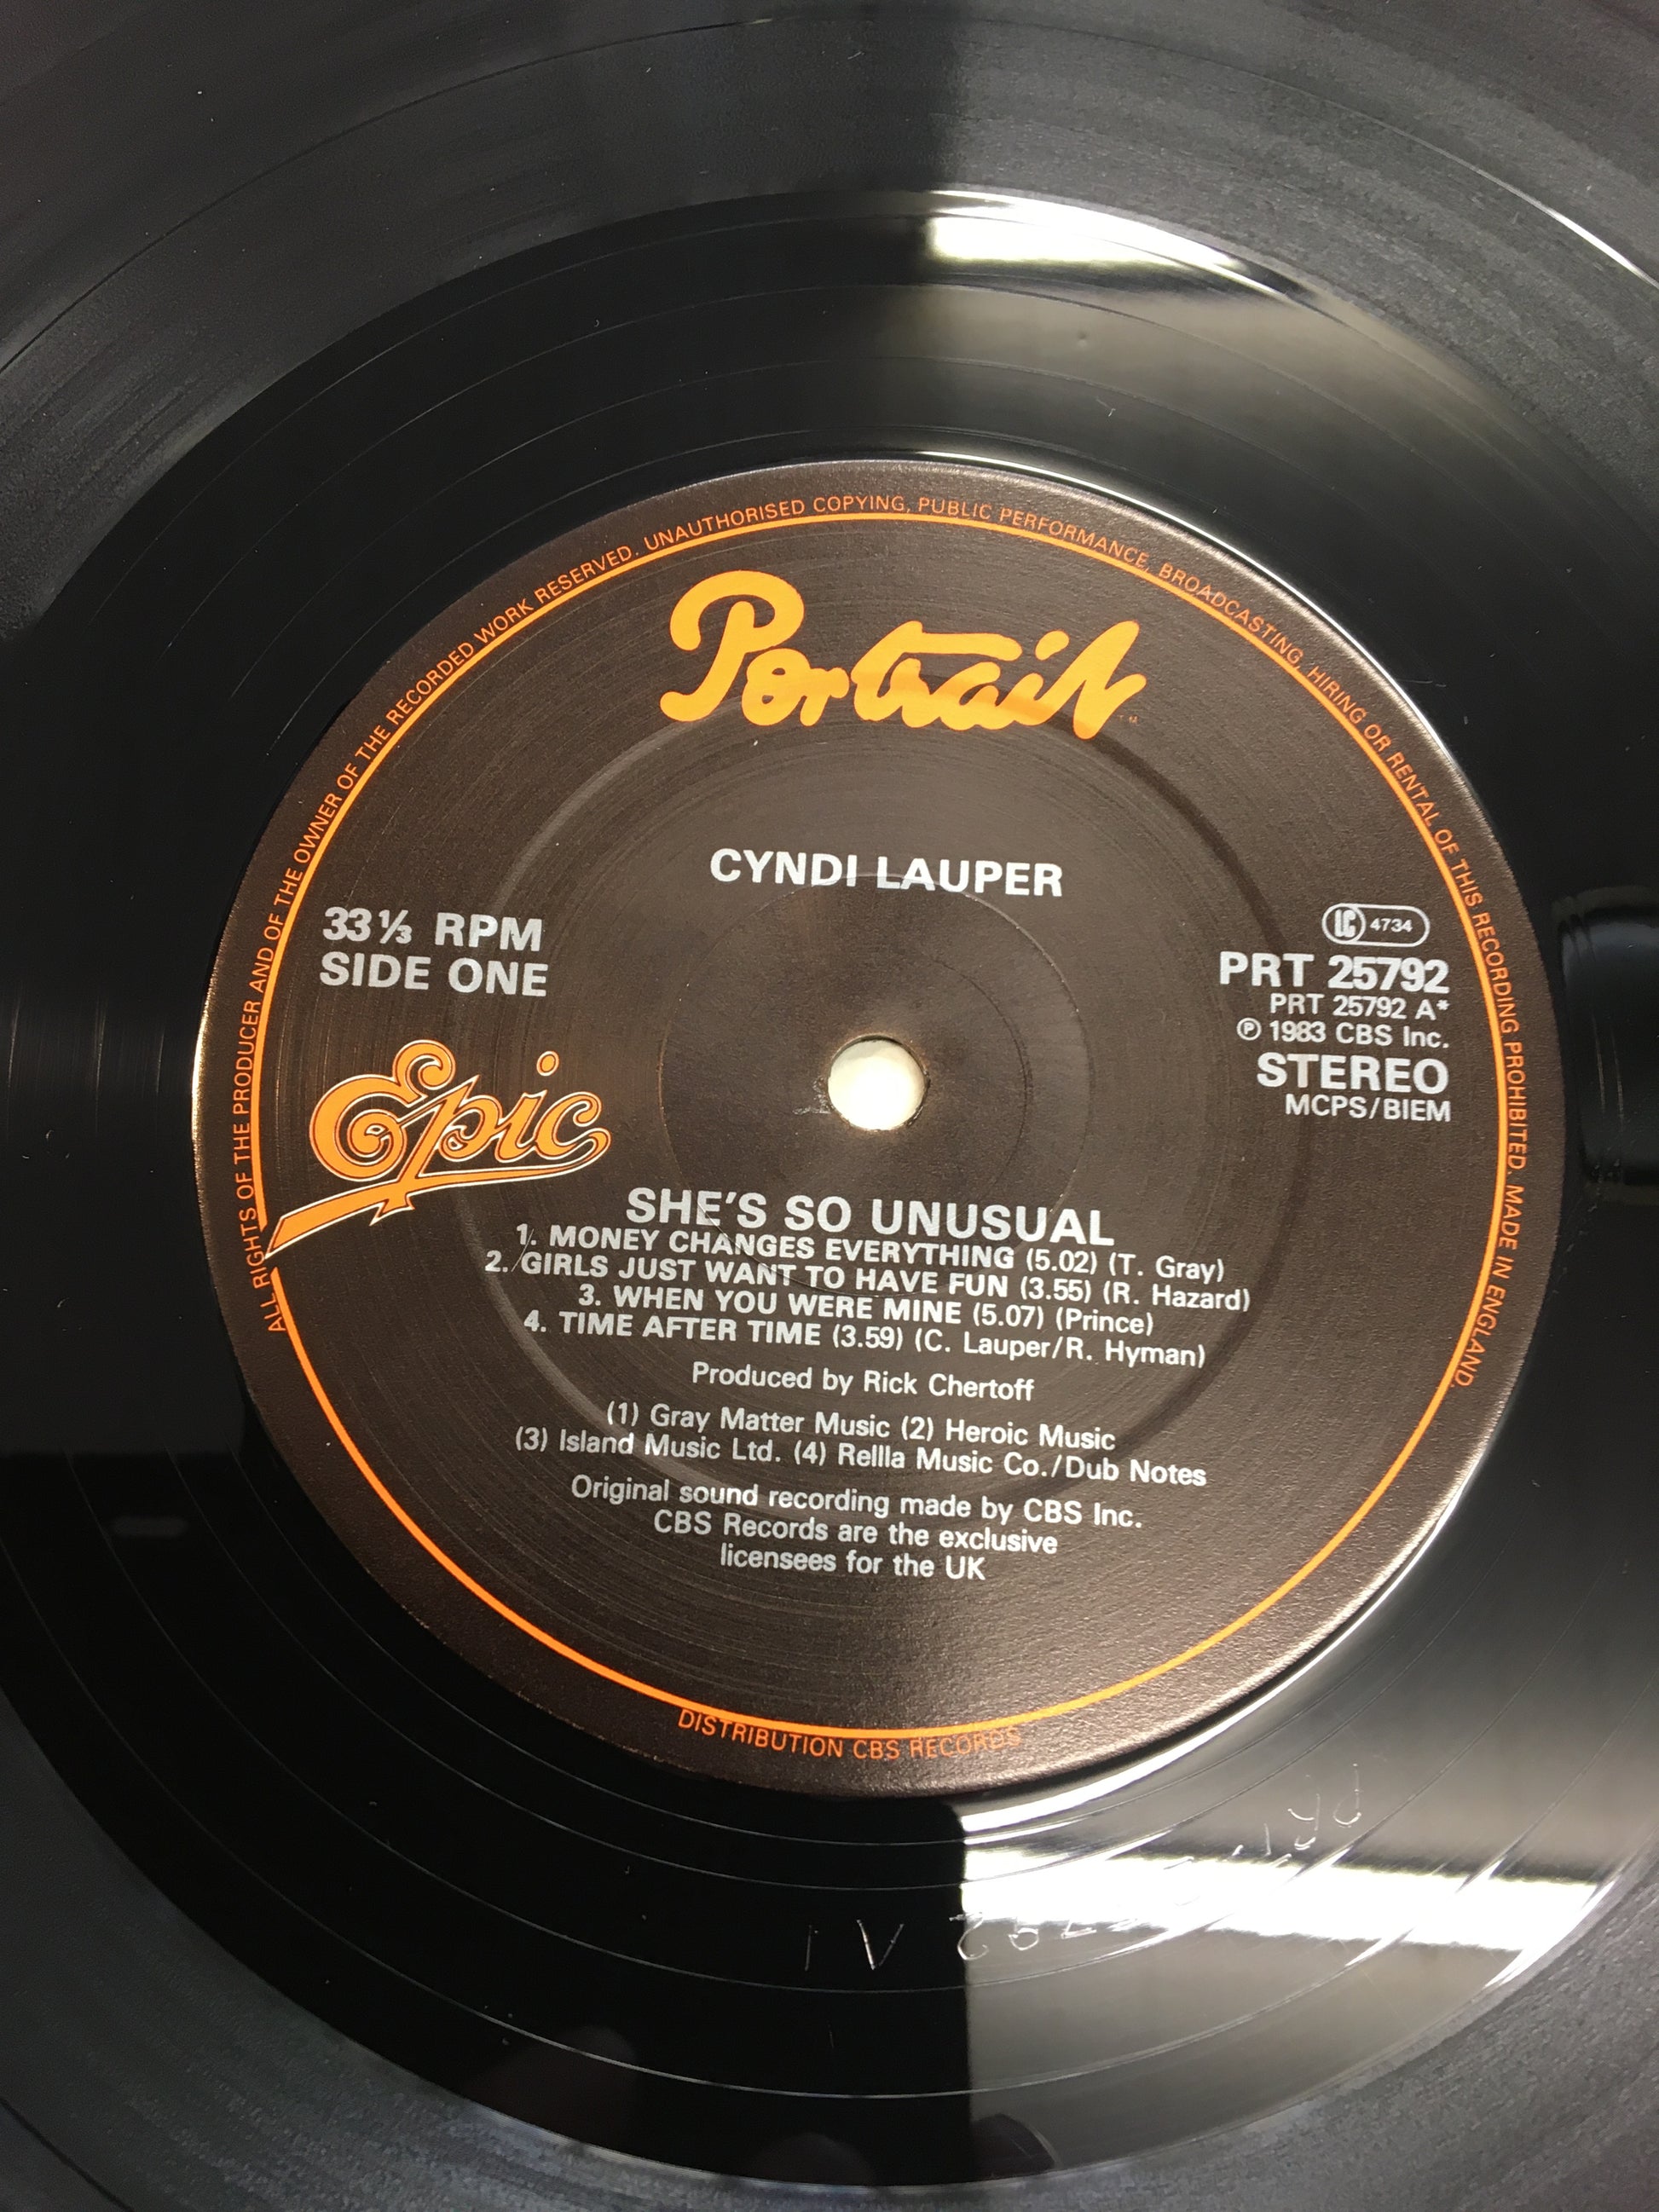 ALL RIGHTS OF THE PRODUCER AND OF THE OWNER OF THE RECORDED WORK RESERVED. UNAUTHORISED COPYING, PUBLIC PERFORMANCE, BROADCASTING, HIRING OR RENTAL OF THIS RECORDING PROHIBITED. MADE IN ENGLAND.
Portrait ™
CYNDI LAUPER
33⅓ RPM
SIDE ONE
Epic
LC 4734
PRT 25792
PRT 25792 A*
℗ 1983 CBS Inc.
STEREO
MCPS/BIEM
SHE'S SO UNUSUAL
1. MONEY CHANGES EVERYTHING (5.02) (T. Gray)
2. GIRLS JUST WANT TO HAVE FUN (3.55) (R. Hazard)
3. WHEN YOU WERE MINE (5.07) (Prince)
4. TIME AFTER TIME (3.59) (C. Lauper/R. Hyman)
Produced by Rick Chertoff
(1) Gray Matter Music (2) Heroic Music
(3) Island Music Ltd. (4) Rellla Music Co./Dub Notes
Original sound recording made by CBS Inc.
CBS Records are the exclusive
licensees for the UK
DISTRIBUTION CBS RECORDS